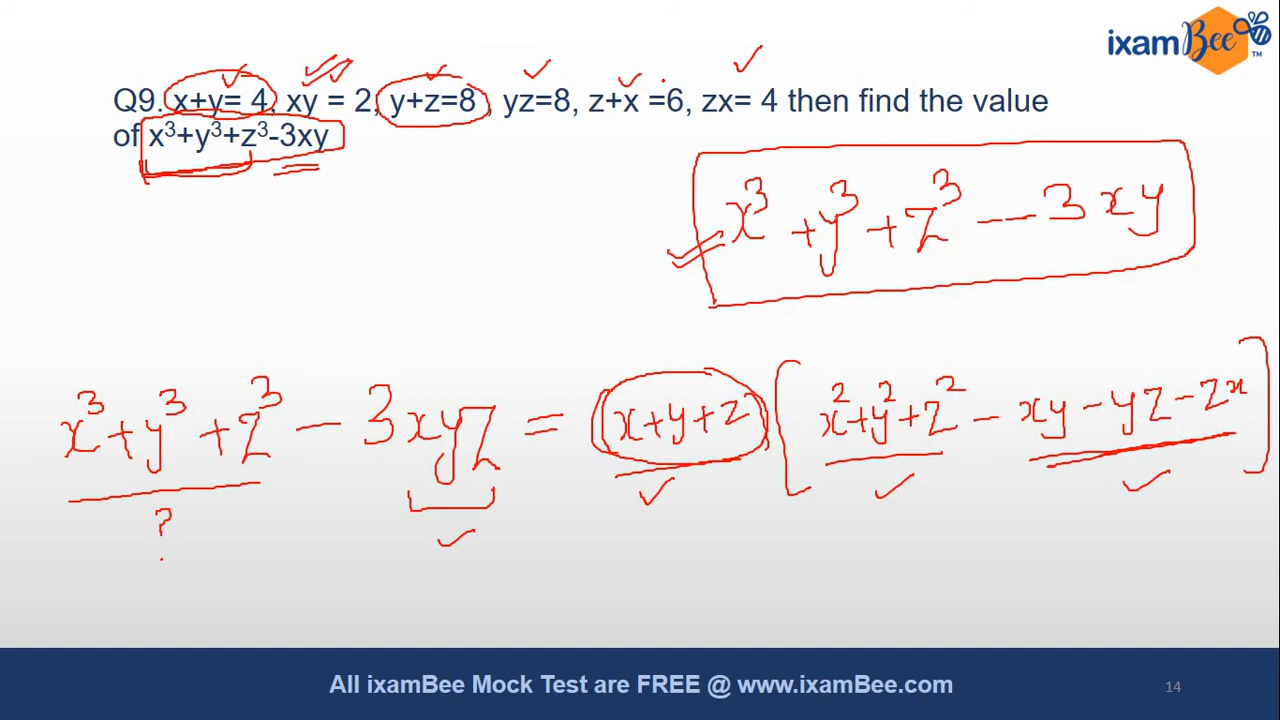 ixamBee
TM
Q9. x+y= 4, xy = 2, y+z=8 , yz=8, z+x =6, zx= 4 then find the value
of x³+y³+z³-3xy
x³ +y³ +z³ - 3xy
x³+y³ +z³ - 3xyz = (x+y+z) [x²+y²+z² - xy -yz -zx]
?
All ixamBee Mock Test are FREE @ www.ixamBee.com
14